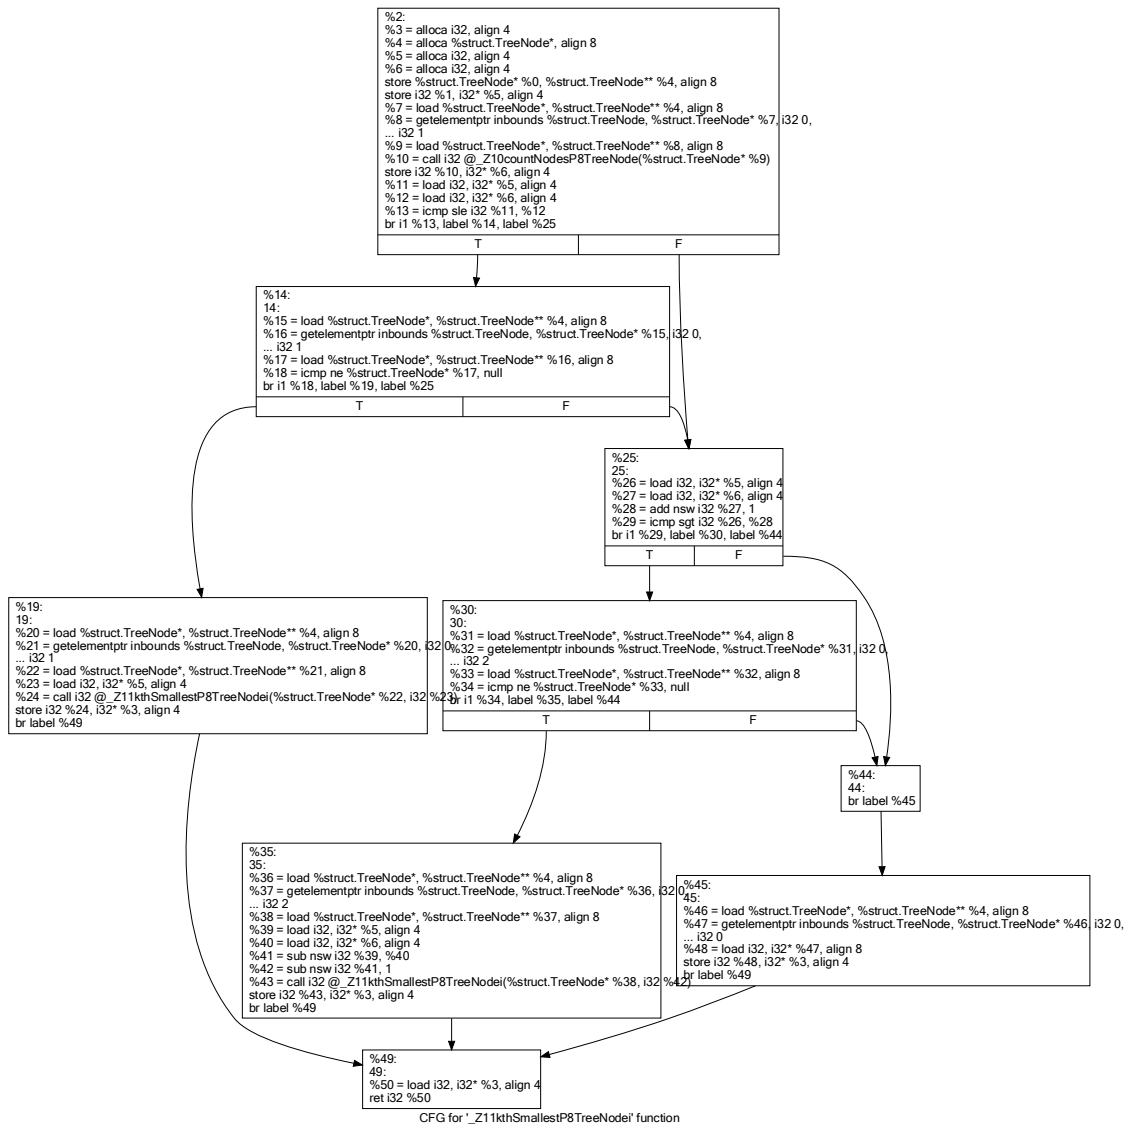 %2:
%3 = alloca i32, align 4
%4 = alloca %struct.TreeNode*, align 8
%5 = alloca i32, align 4
%6 = alloca i32, align 4
store %struct.TreeNode* %0, %struct.TreeNode** %4, align 8
store i32 %1, i32* %5, align 4
%7 = load %struct.TreeNode*, %struct.TreeNode** %4, align 8
%8 = getelementptr inbounds %struct.TreeNode, %struct.TreeNode* %7, i32 0,
... i32 1
%9 = load %struct.TreeNode*, %struct.TreeNode** %8, align 8
%10 = call i32 @_Z10countNodesP8TreeNode(%struct.TreeNode* %9)
store i32 %10, i32* %6, align 4
%11 = load i32, i32* %5, align 4
%12 = load i32, i32* %6, align 4
%13 = icmp sle i32 %11, %12
br i1 %13, label %14, label %25
T F
%14:
14:
%15 = load %struct.TreeNode*, %struct.TreeNode** %4, align 8
%16 = getelementptr inbounds %struct.TreeNode, %struct.TreeNode* %15, i32 0,
... i32 1
%17 = load %struct.TreeNode*, %struct.TreeNode** %16, align 8
%18 = icmp ne %struct.TreeNode* %17, null
br i1 %18, label %19, label %25
T F
%25:
25:
%26 = load i32, i32* %5, align 4
%27 = load i32, i32* %6, align 4
%28 = add nsw i32 %27, 1
%29 = icmp sgt i32 %26, %28
br i1 %29, label %30, label %44
T F
%19:
19:
%20 = load %struct.TreeNode*, %struct.TreeNode** %4, align 8
%21 = getelementptr inbounds %struct.TreeNode, %struct.TreeNode* %20, i32 0,
... i32 1
%22 = load %struct.TreeNode*, %struct.TreeNode** %21, align 8
%23 = load i32, i32* %5, align 4
%24 = call i32 @_Z11kthSmallestP8TreeNodei(%struct.TreeNode* %22, i32 %23)
store i32 %24, i32* %3, align 4
br label %49
%30:
30:
%31 = load %struct.TreeNode*, %struct.TreeNode** %4, align 8
%32 = getelementptr inbounds %struct.TreeNode, %struct.TreeNode* %31, i32 0,
... i32 2
%33 = load %struct.TreeNode*, %struct.TreeNode** %32, align 8
%34 = icmp ne %struct.TreeNode* %33, null
br i1 %34, label %35, label %44
T F
%44:
44:
br label %45
%35:
35:
%36 = load %struct.TreeNode*, %struct.TreeNode** %4, align 8
%37 = getelementptr inbounds %struct.TreeNode, %struct.TreeNode* %36, i32 0,
... i32 2
%38 = load %struct.TreeNode*, %struct.TreeNode** %37, align 8
%39 = load i32, i32* %5, align 4
%40 = load i32, i32* %6, align 4
%41 = sub nsw i32 %39, %40
%42 = sub nsw i32 %41, 1
%43 = call i32 @_Z11kthSmallestP8TreeNodei(%struct.TreeNode* %38, i32 %42)
store i32 %43, i32* %3, align 4
br label %49
%45:
45:
%46 = load %struct.TreeNode*, %struct.TreeNode** %4, align 8
%47 = getelementptr inbounds %struct.TreeNode, %struct.TreeNode* %46, i32 0,
... i32 0
%48 = load i32, i32* %47, align 8
store i32 %48, i32* %3, align 4
br label %49
%49:
49:
%50 = load i32, i32* %3, align 4
ret i32 %50
CFG for '_Z11kthSmallestP8TreeNodei' function